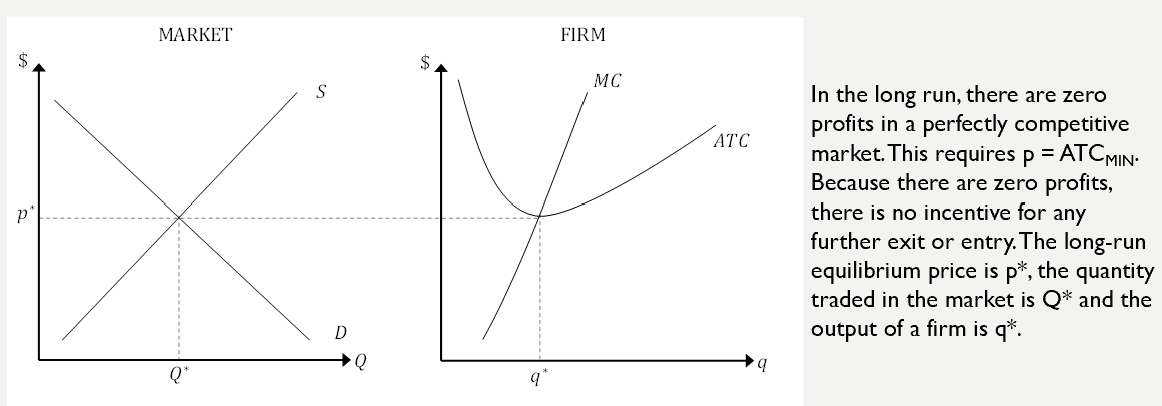 MARKET
$
S
p*
D
Q
Q*
FIRM
$
MC
ATC
q
q*
In the long run, there are zero
profits in a perfectly competitive
market. This requires p = ATCMIN.
Because there are zero profits,
there is no incentive for any
further exit or entry. The long-run
equilibrium price is p*, the quantity
traded in the market is Q* and the
output of a firm is q*.